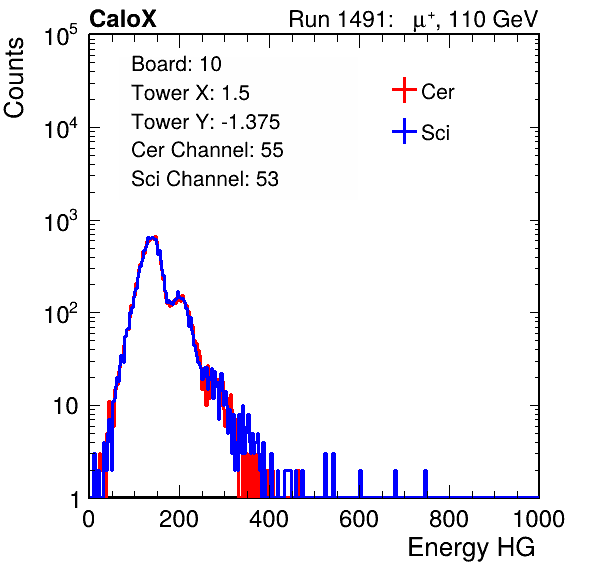 CaloX Run 1491: μ⁺, 110 GeV
Counts
10⁵
10⁴
10³
10²
10
1
Board: 10
Tower X: 1.5
Tower Y: -1.375
Cer Channel: 55
Sci Channel: 53
Cer
Sci
0 200 400 600 800 1000
Energy HG